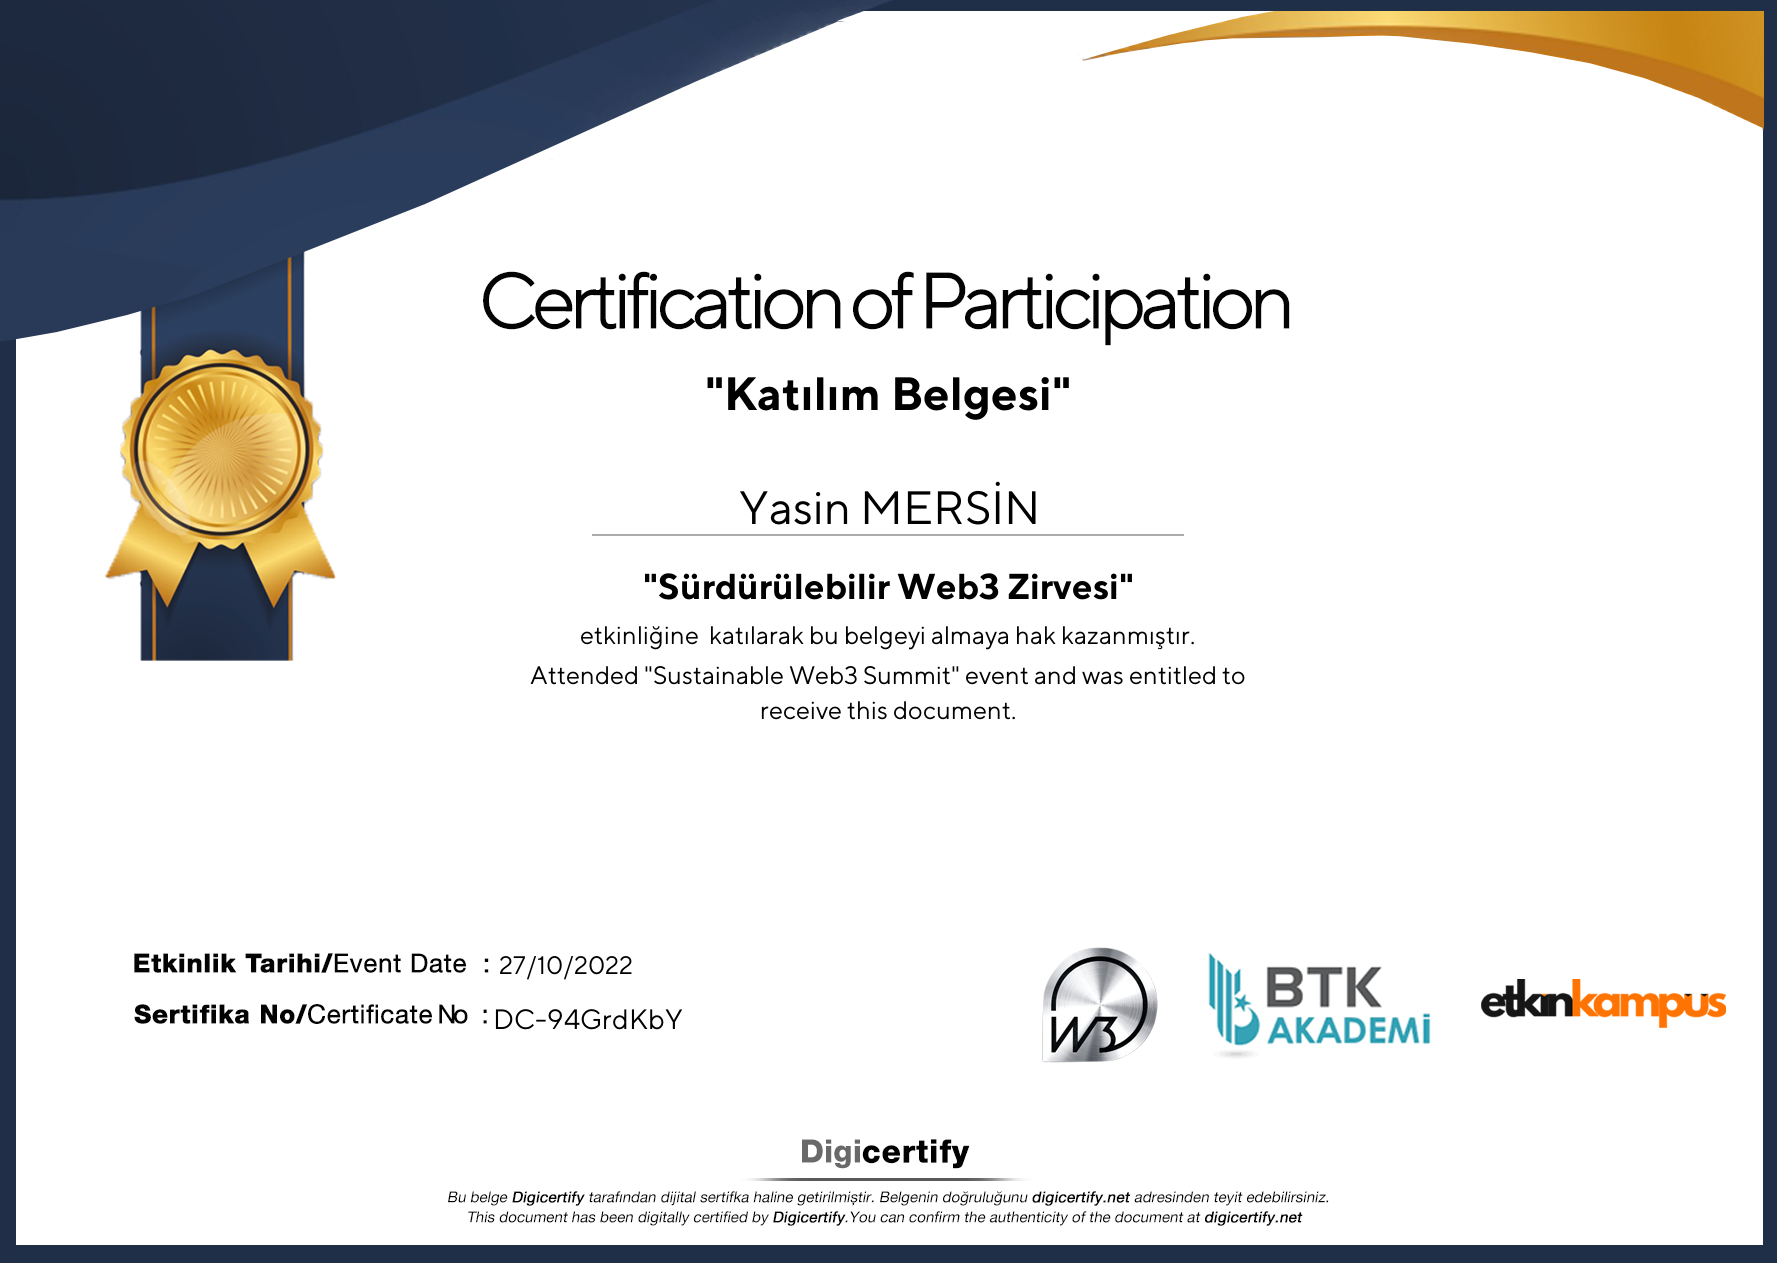 Certification of Participation
"Katılım Belgesi"
Yasin MERSİN
"Sürdürülebilir Web3 Zirvesi"
etkinliğine katılarak bu belgeyi almaya hak kazanmıştır.
Attended "Sustainable Web3 Summit" event and was entitled to
receive this document.
Etkinlik Tarihi/Event Date : 27/10/2022
Sertifika No/Certificate No : DC-94GrdKbY
W3
BTK
AKADEMİ
etkinkampüs
Digicertify
Bu belge Digicertify tarafından dijital sertifka haline getirilmiştir. Belgenin doğruluğunu digicertify.net adresinden teyit edebilirsiniz.
This document has been digitally certified by Digicertify.You can confirm the authenticity of the document at digicertify.net